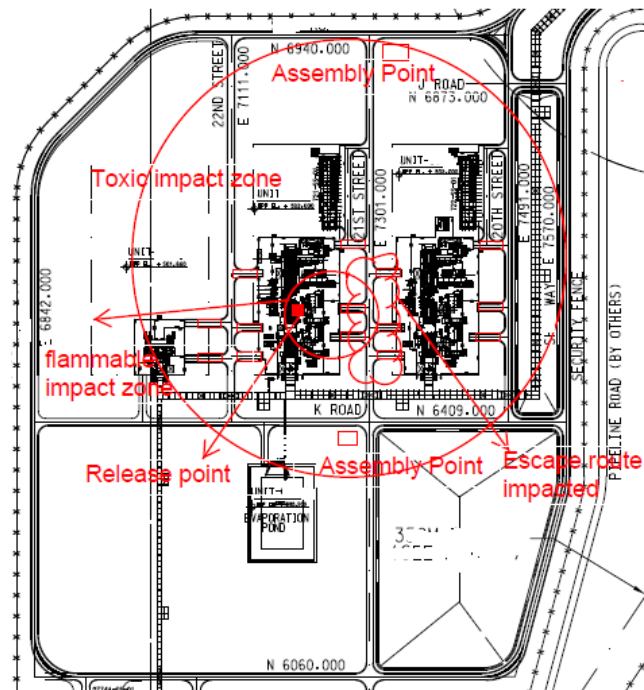 N 6940.000
Assembly Point
J ROAD
N 6873.000
22ND STREET
E 7111.000
Toxic impact zone
UNIT-
UNIT
21ST STREET
E 7301.000
20TH STREET
E 7491.000
E 7570.000
WAY
UNIT-
E 6842.000
SECURITY FENCE
PIPELINE ROAD (BY OTHERS)
flammable
impact zone
K ROAD
N 6409.000
Release point
Assembly Point
Escape route
impacted
EVAPORATION
POND
N 6060.000